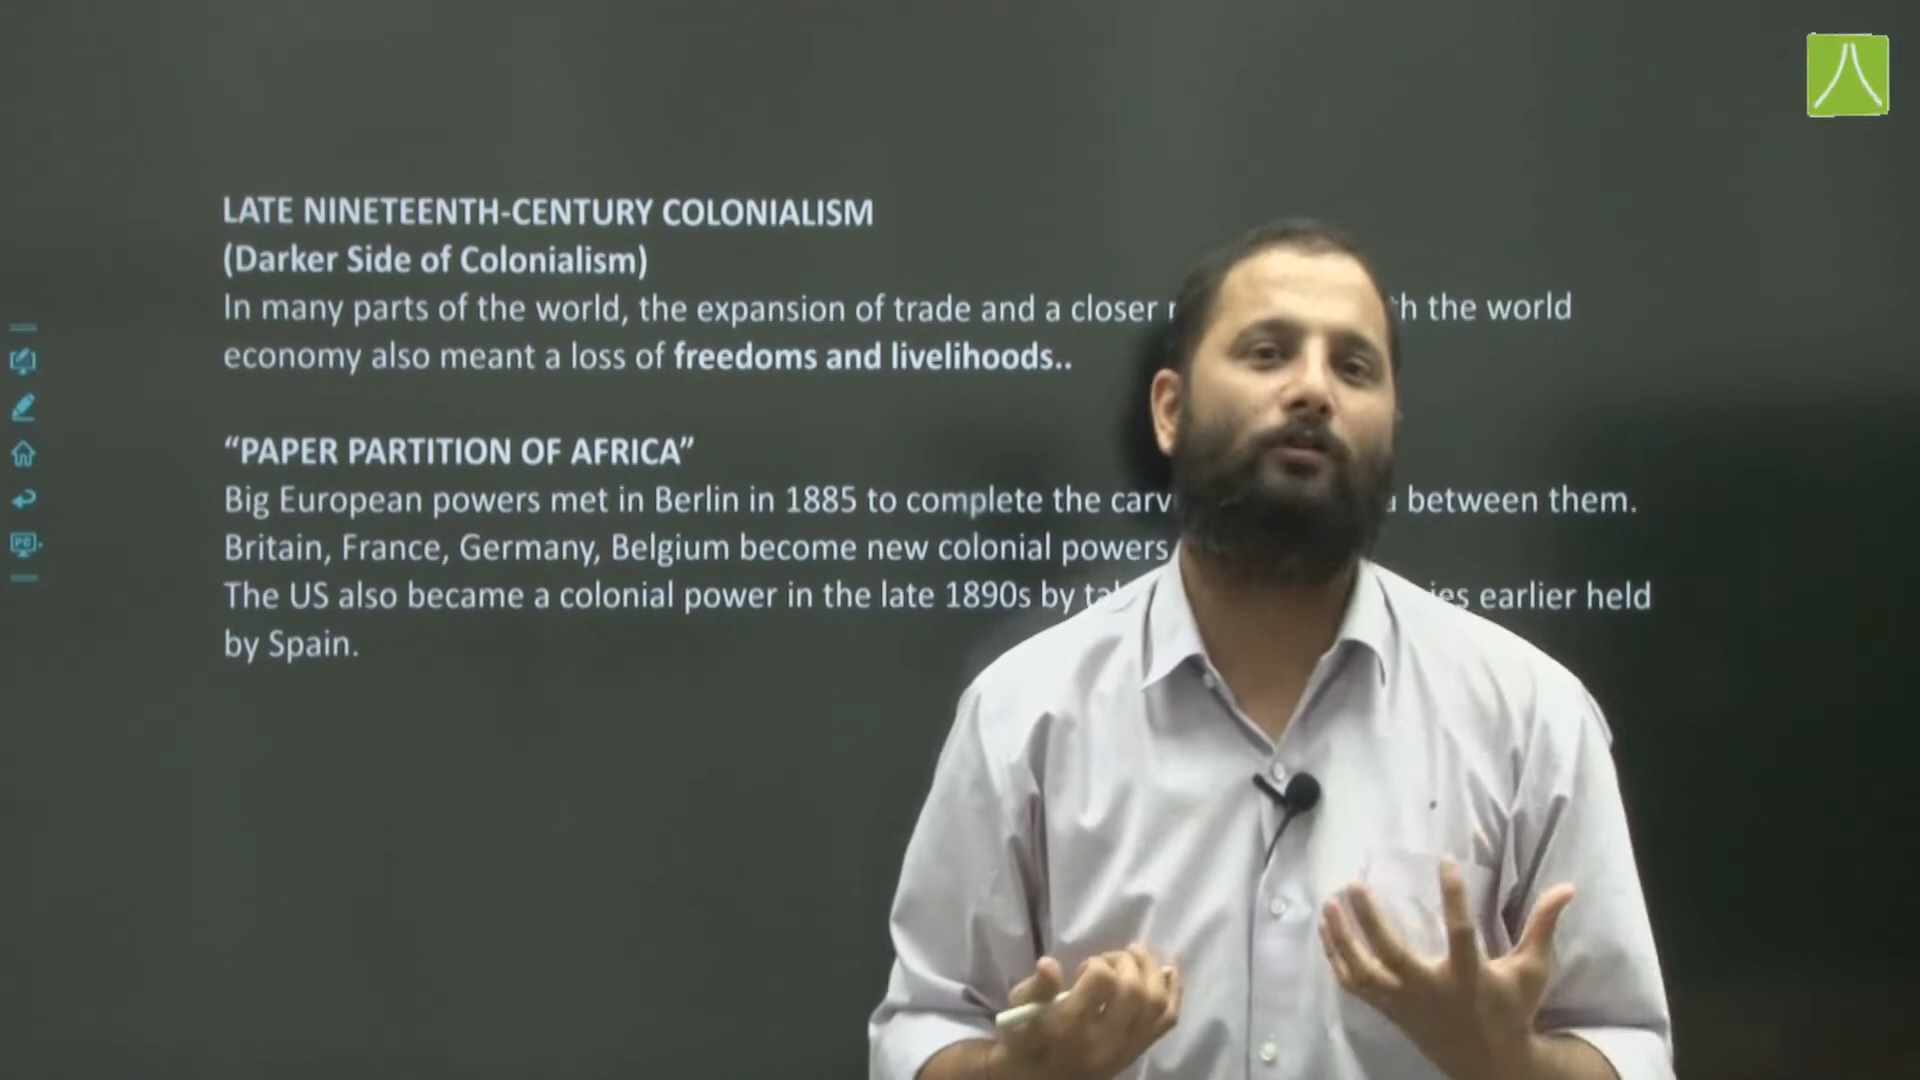 LATE NINETEENTH-CENTURY COLONIALISM
(Darker Side of Colonialism)
In many parts of the world, the expansion of trade and a closer the world
economy also meant a loss of freedoms and livelihoods..
“PAPER PARTITION OF AFRICA”
Big European powers met in Berlin in 1885 to complete the between them.
Britain, France, Germany, Belgium become new colonial powers
The US also became a colonial power in the late 1890s by earlier held
by Spain.
PC